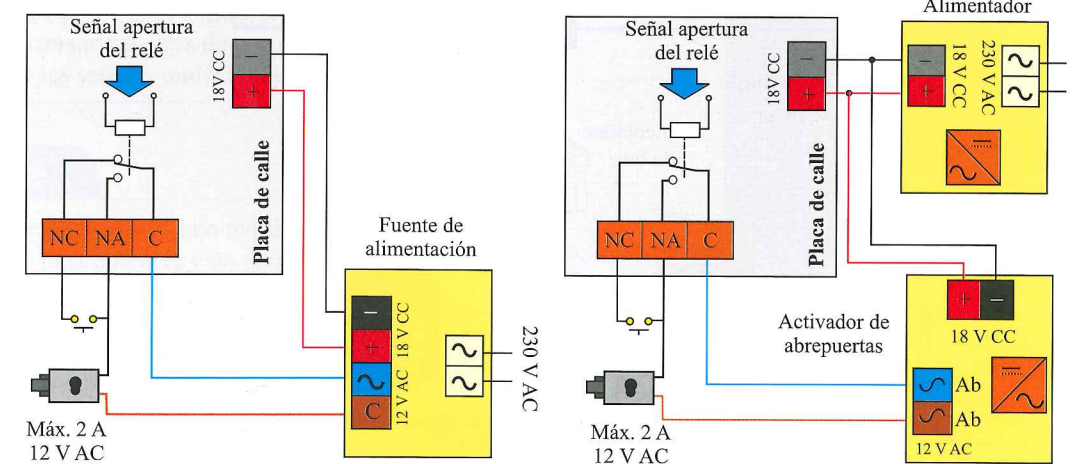 Señal apertura
del relé
18V CC
−
+
Placa de calle
NC NA C
Fuente de
alimentación
−
+
18 V CC
12 V AC
C
230 V AC
Máx. 2 A
12 V AC
Señal apertura
del relé
18V CC
−
+
Placa de calle
NC NA C
Alimentador
−
+
18 V CC
230 V AC
Activador de
abrepuertas
+ −
18 V CC
Ab
Ab
12 V AC
Máx. 2 A
12 V AC